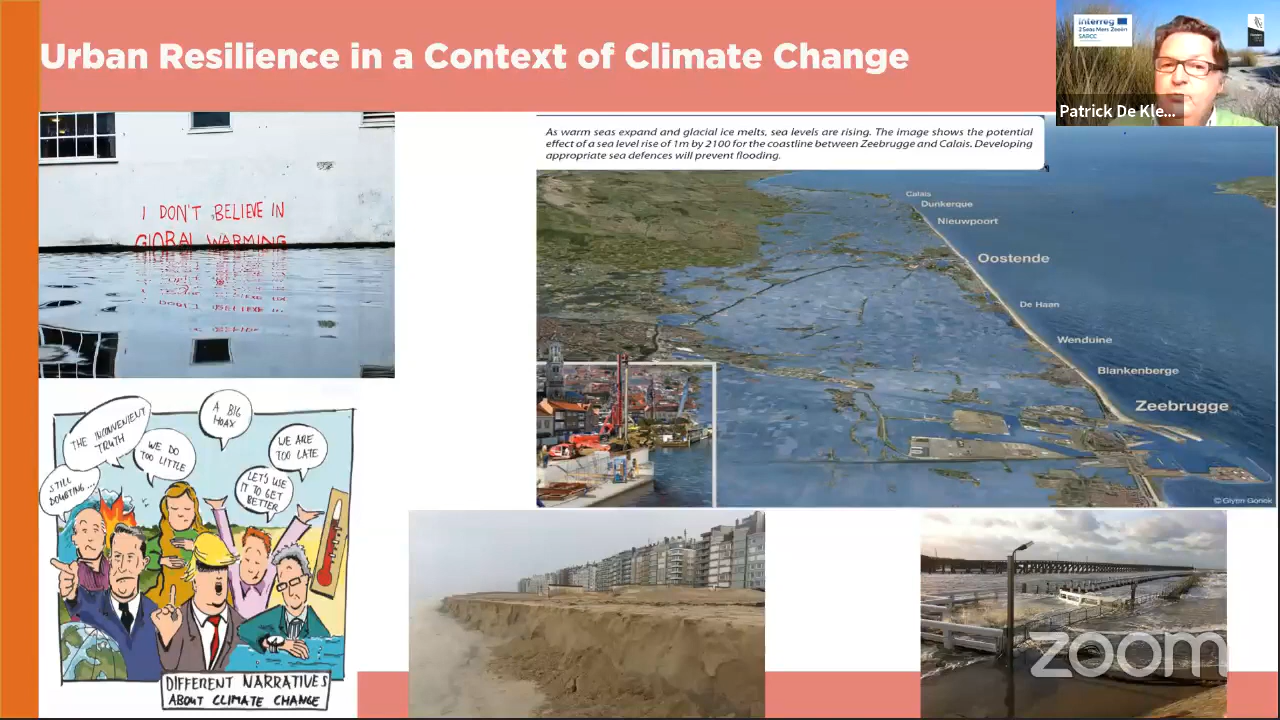 Urban Resilience in a Context of Climate Change
Interreg
2 Seas Mers Zeeën
SARCC
Patrick De Kle...
As warm seas expand and glacial ice melts, sea levels are rising. The image shows the potential
effect of a sea level rise of 1m by 2100 for the coastline between Zeebrugge and Calais. Developing
appropriate sea defences will prevent flooding.
I DON'T BELIEVE IN
GLOBAL WARMING
Calais
Dunkerque
Nieuwpoort
Oostende
De Haan
Wenduine
Blankenberge
Zeebrugge
THE INCONVENIENT
TRUTH
A BIG
HOAX
WE DO
TOO LITTLE
WE ARE
TOO LATE
STILL
DOUBTING...
LET'S USE
IT TO GET
BETTER
DIFFERENT NARRATIVES
ABOUT CLIMATE CHANGE
zoom